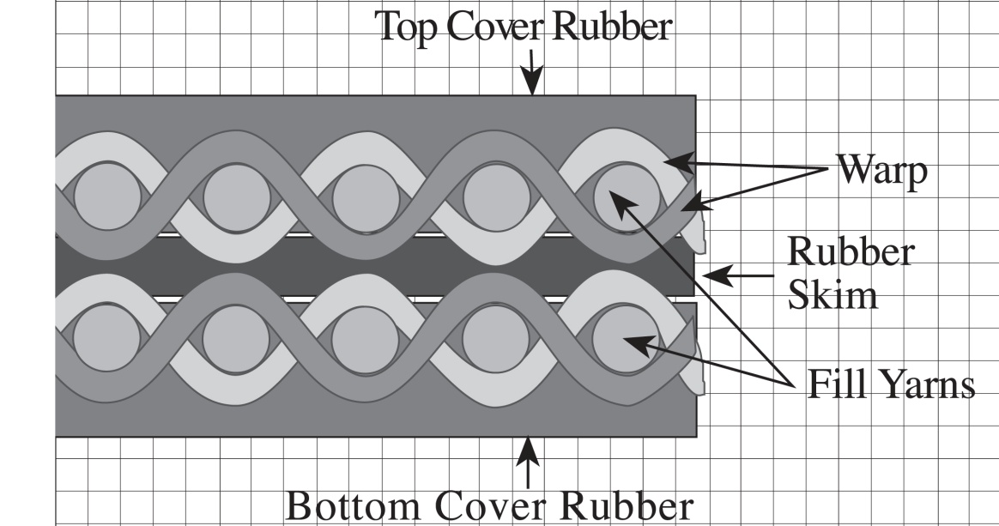 Top Cover Rubber
Warp
Rubber
Skim
Fill Yarns
Bottom Cover Rubber